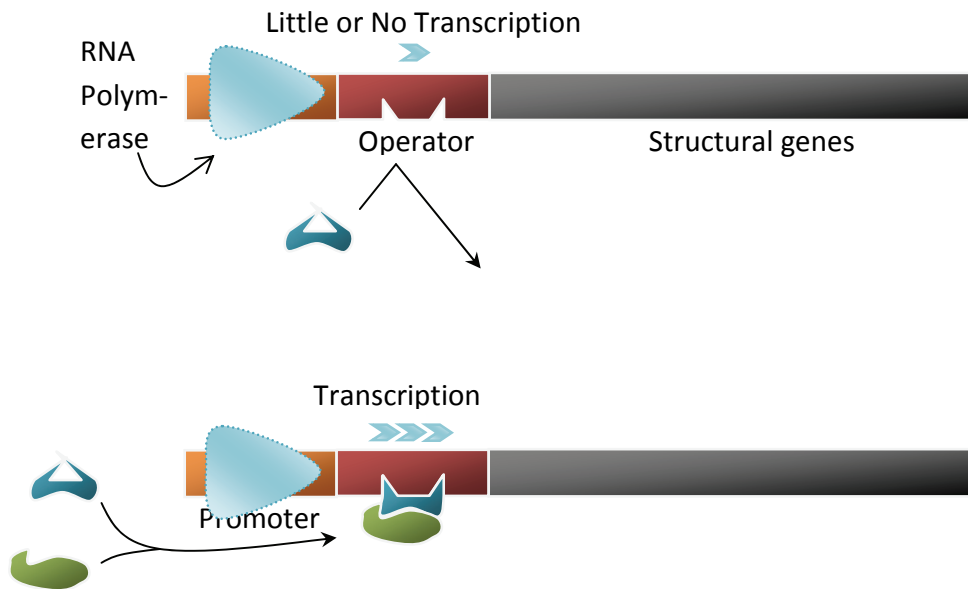 Little or No Transcription
RNA
Polym-
erase
Operator
Structural genes
Transcription
Promoter